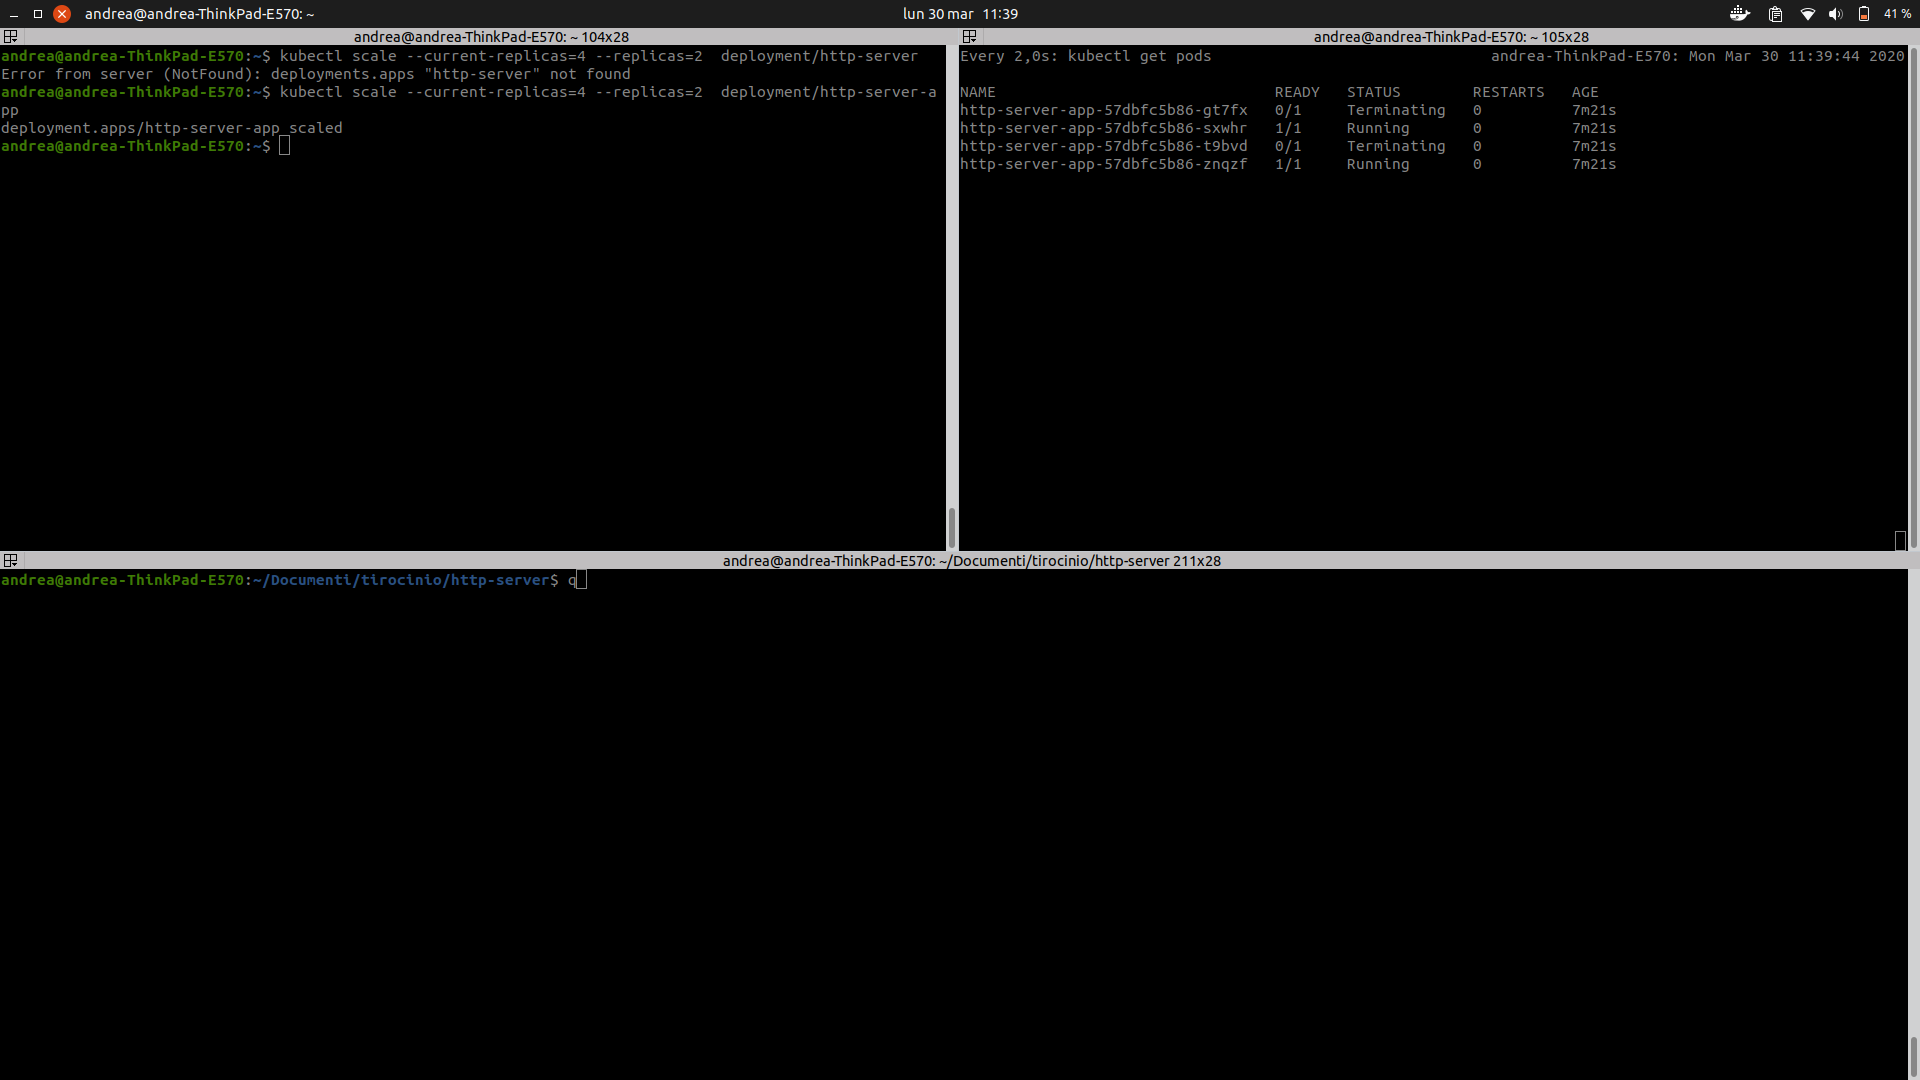 andrea@andrea-ThinkPad-E570: ~
lun 30 mar 11:39
41 %
andrea@andrea-ThinkPad-E570: ~ 104x28
andrea@andrea-ThinkPad-E570:~$ kubectl scale --current-replicas=4 --replicas=2  deployment/http-server
Error from server (NotFound): deployments.apps "http-server" not found
andrea@andrea-ThinkPad-E570:~$ kubectl scale --current-replicas=4 --replicas=2  deployment/http-server-a
pp
deployment.apps/http-server-app scaled
andrea@andrea-ThinkPad-E570:~$
andrea@andrea-ThinkPad-E570: ~ 105x28
Every 2,0s: kubectl get pods andrea-ThinkPad-E570: Mon Mar 30 11:39:44 2020
NAME READY STATUS RESTARTS AGE
http-server-app-57dbfc5b86-gt7fx 0/1 Terminating 0 7m21s
http-server-app-57dbfc5b86-sxwhr 1/1 Running 0 7m21s
http-server-app-57dbfc5b86-t9bvd 0/1 Terminating 0 7m21s
http-server-app-57dbfc5b86-znqzf 1/1 Running 0 7m21s
andrea@andrea-ThinkPad-E570: ~/Documenti/tirocinio/http-server 211x28
andrea@andrea-ThinkPad-E570:~/Documenti/tirocinio/http-server$ q